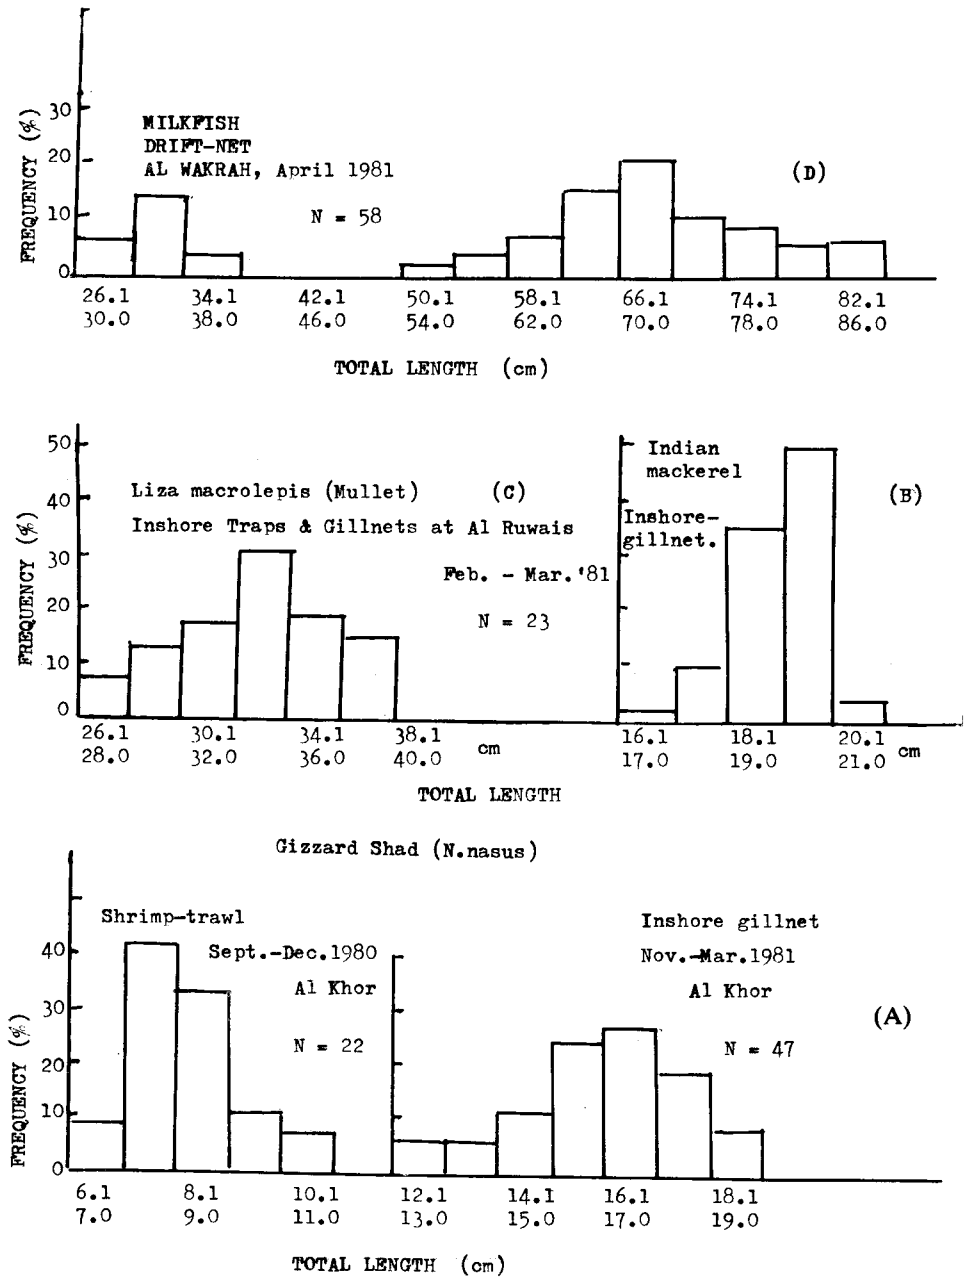 FREQUENCY (%)
30
20
10
0
MILKFISH
DRIFT-NET
AL WAKRAH, April 1981
N = 58
(D)
26.1 34.1 42.1 50.1 58.1 66.1 74.1 82.1
30.0 38.0 46.0 54.0 62.0 70.0 78.0 86.0
TOTAL LENGTH (cm)
FREQUENCY (%)
50
40
30
20
10
0
Liza macrolepis (Mullet) (C)
Inshore Traps & Gillnets at Al Ruwais
Feb. - Mar.'81
N = 23
Indian
mackerel
Inshore-
gillnet.
(B)
26.1 30.1 34.1 38.1 cm
28.0 32.0 36.0 40.0
16.1 18.1 20.1 cm
17.0 19.0 21.0
TOTAL LENGTH
Gizzard Shad (N.nasus)
FREQUENCY (%)
40
30
20
10
0
Shrimp-trawl
Sept.-Dec.1980
Al Khor
N = 22
Inshore gillnet
Nov.-Mar.1981
Al Khor
N = 47
(A)
6.1 8.1 10.1 12.1 14.1 16.1 18.1
7.0 9.0 11.0 13.0 15.0 17.0 19.0
TOTAL LENGTH (cm)